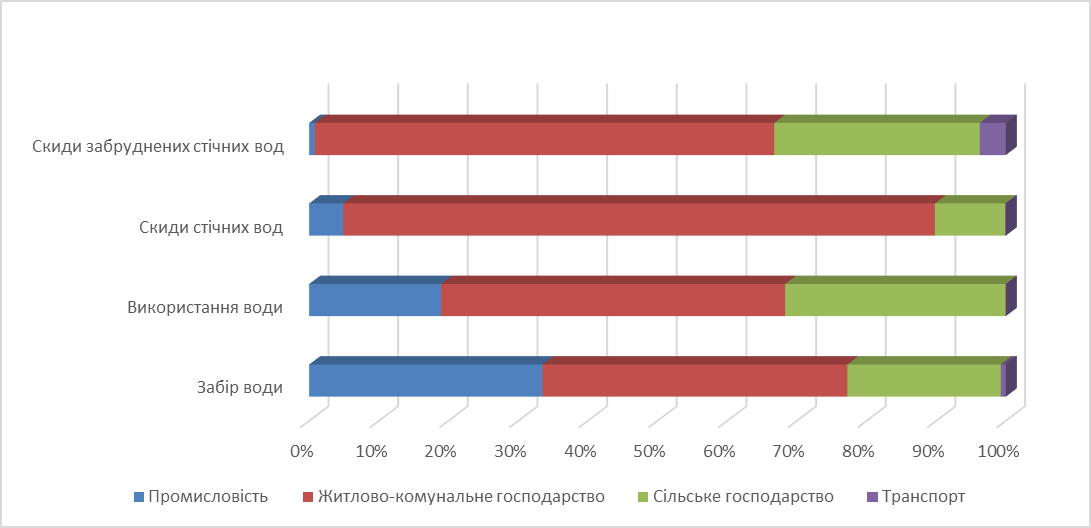 Скиди забруднених стічних вод
Скиди стічних вод
Використання води
Забір води
0% 10% 20% 30% 40% 50% 60% 70% 80% 90% 100%
Промисловість Житлово-комунальне господарство Сільське господарство Транспорт